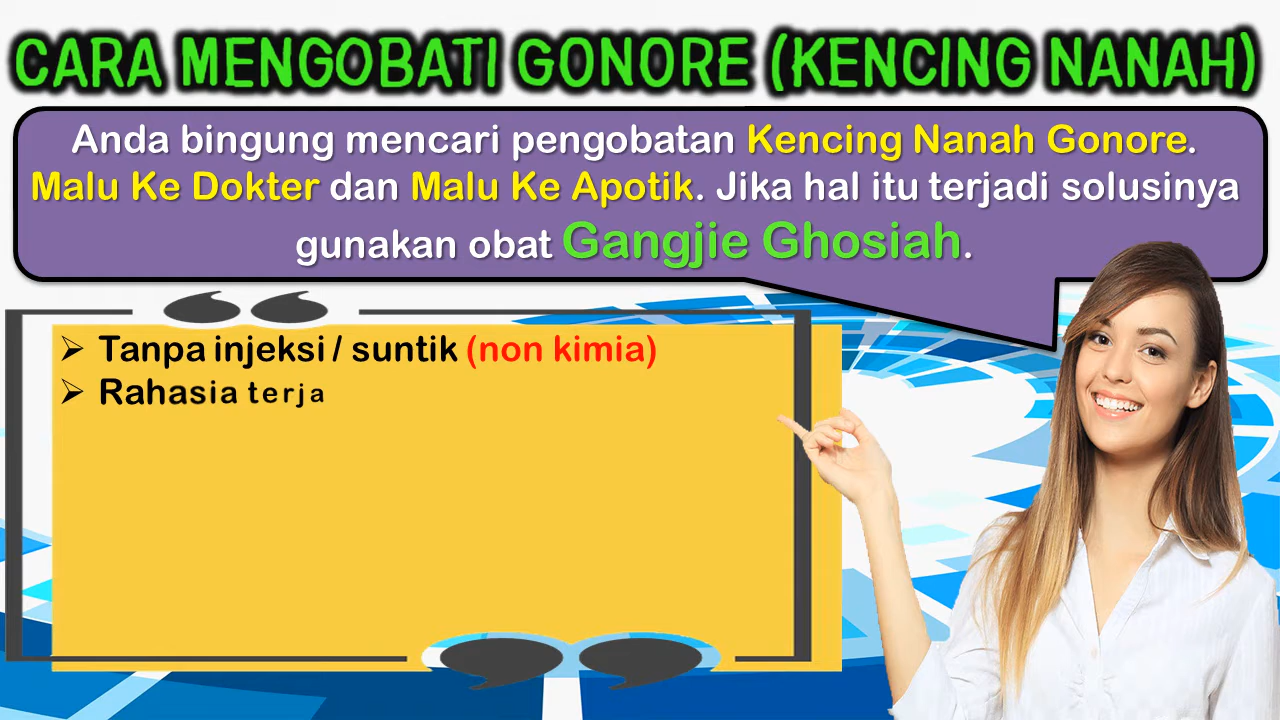 CARA MENGOBATI GONORE (KENCING NANAH)
Anda bingung mencari pengobatan Kencing Nanah Gonore.
Malu Ke Dokter dan Malu Ke Apotik. Jika hal itu terjadi solusinya
gunakan obat Gangjie Ghosiah.
➢ Tanpa injeksi / suntik (non kimia)
➢ Rahasia terja